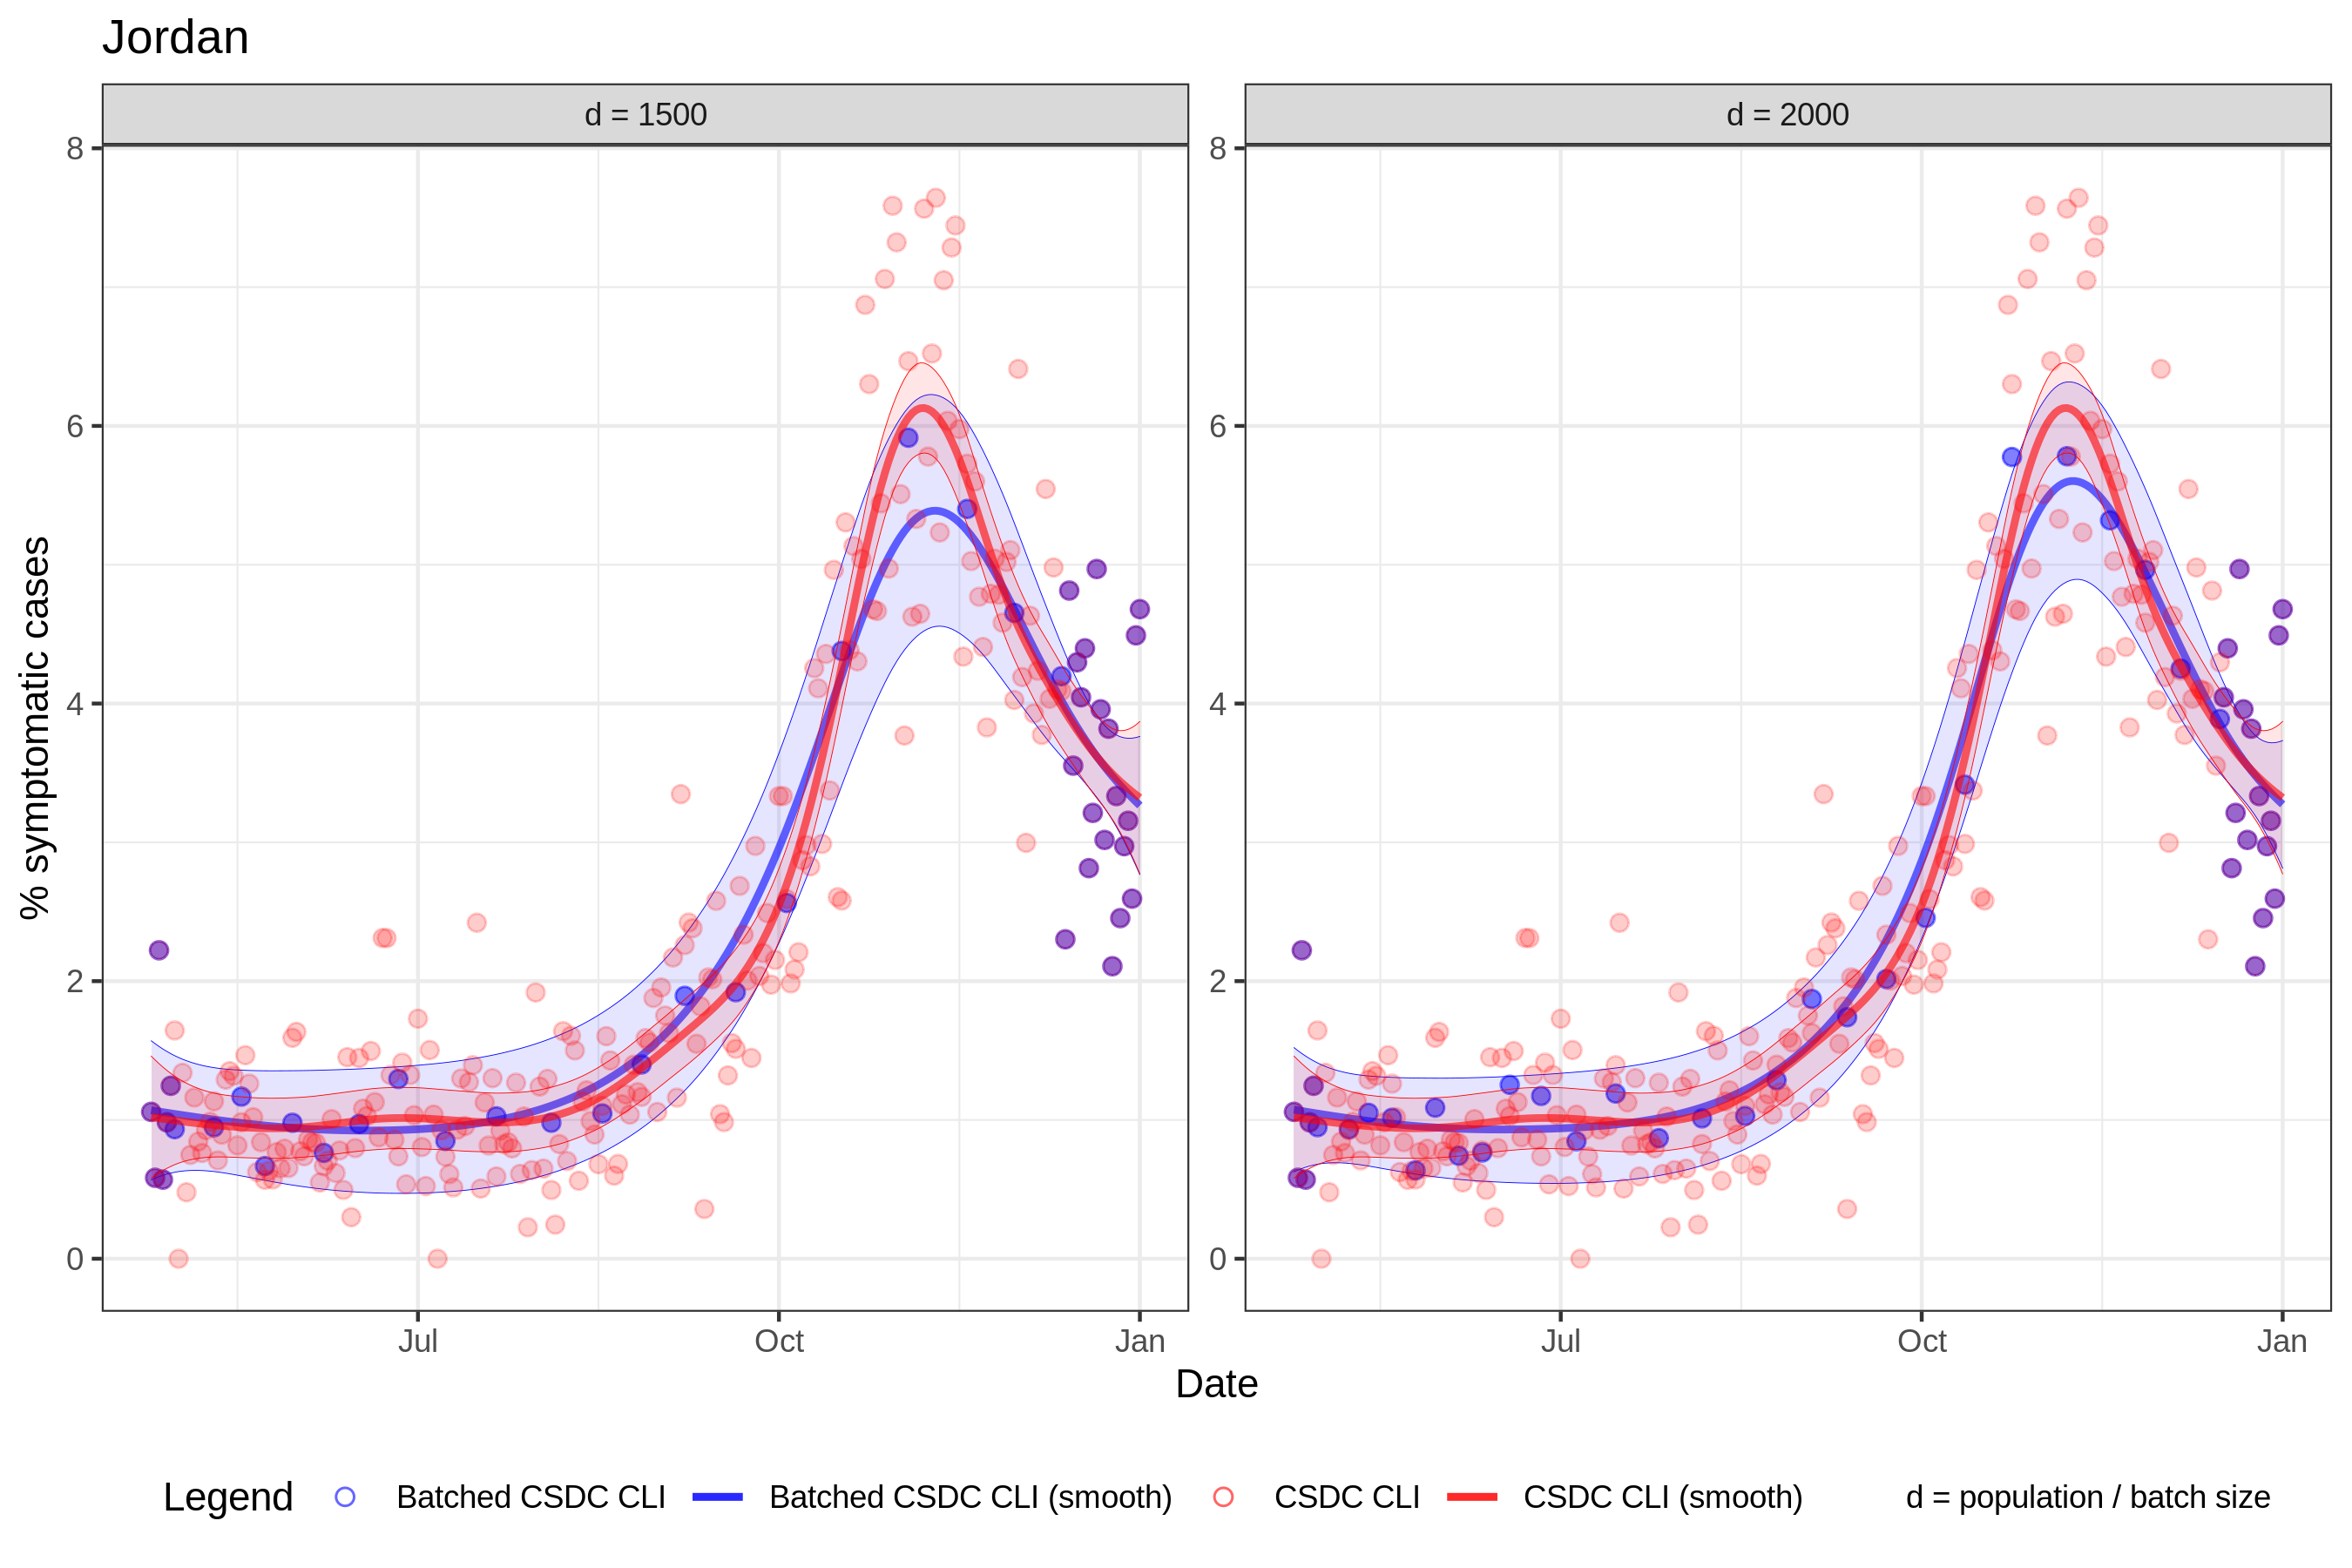 Jordan
d = 1500
d = 2000
% symptomatic cases
8
6
4
2
0
8
6
4
2
0
Jul
Oct
Jan
Jul
Oct
Jan
Date
Legend
Batched CSDC CLI
Batched CSDC CLI (smooth)
CSDC CLI
CSDC CLI (smooth)
d = population / batch size